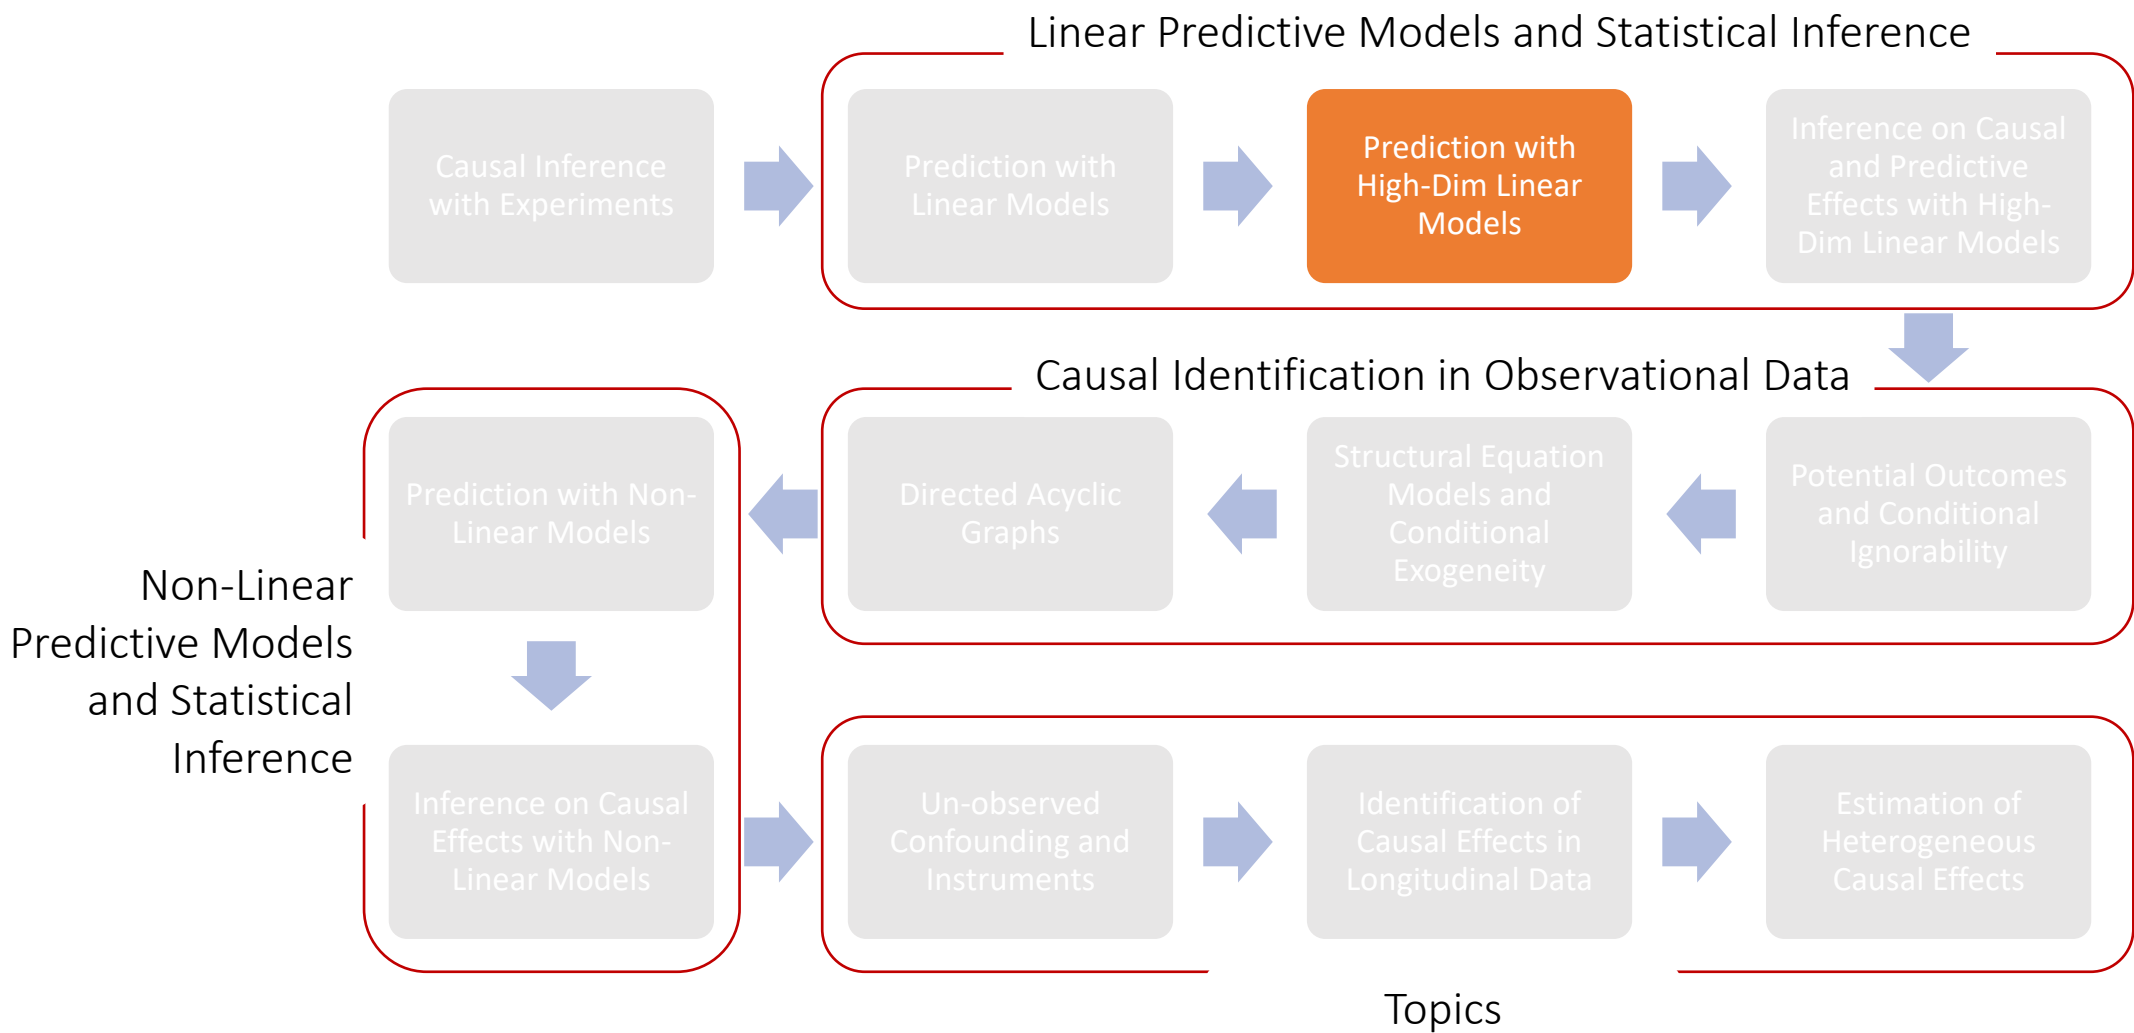 Linear Predictive Models and Statistical Inference
Causal Inference
with Experiments
Prediction with
Linear Models
Prediction with
High-Dim Linear
Models
Inference on Causal
and Predictive
Effects with High-
Dim Linear Models
Causal Identification in Observational Data
Potential Outcomes
and Conditional
Ignorability
Structural Equation
Models and
Conditional
Exogeneity
Directed Acyclic
Graphs
Prediction with Non-
Linear Models
Non-Linear
Predictive Models
and Statistical
Inference
Inference on Causal
Effects with Non-
Linear Models
Un-observed
Confounding and
Instruments
Identification of
Causal Effects in
Longitudinal Data
Estimation of
Heterogeneous
Causal Effects
Topics